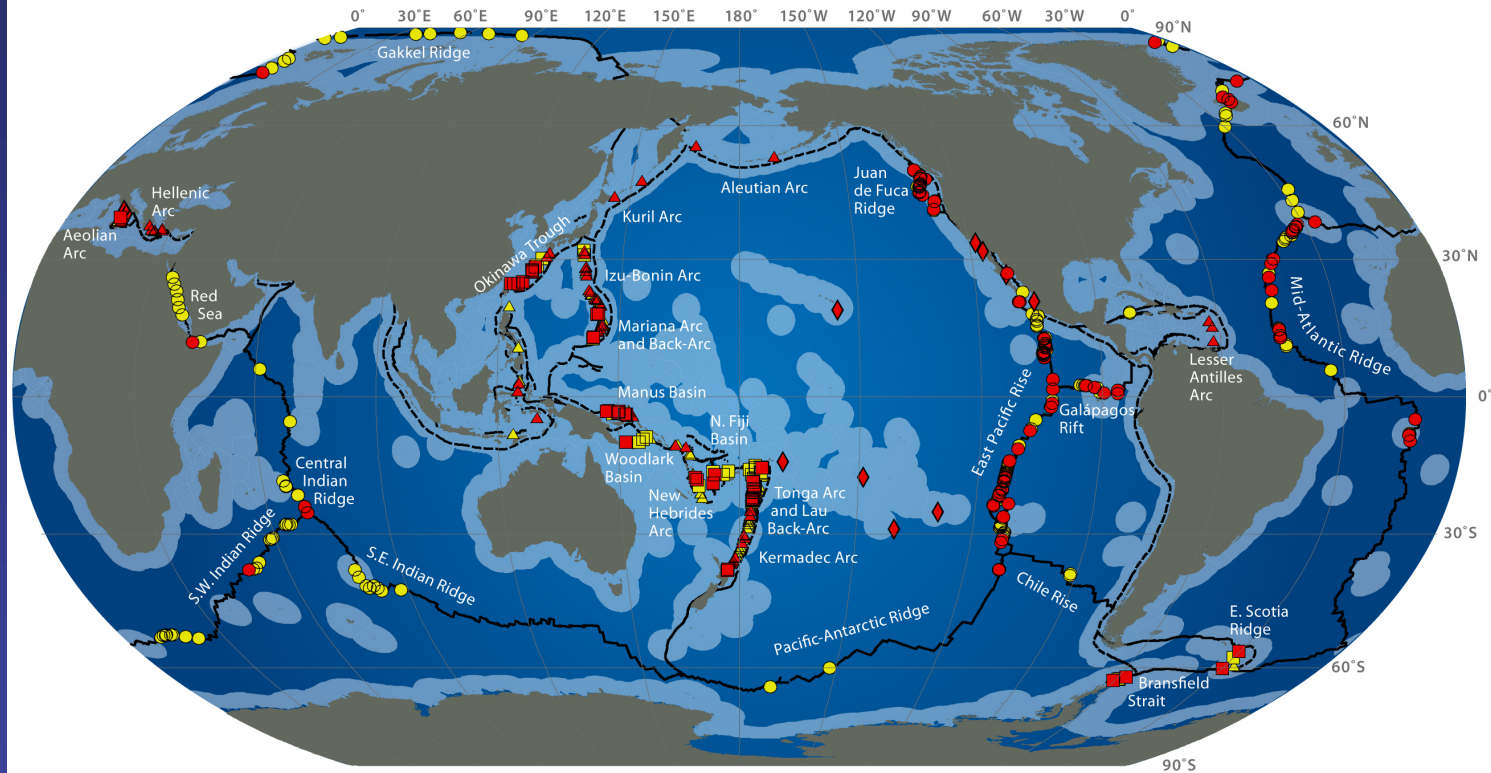 0° 30°E 60°E 90°E 120°E 150°E 180° 150°W 120°W 90°W 60°W 30°W 0°
90°N
Gakkel Ridge
60°N
Aleutian Arc
Juan
de Fuca
Ridge
Hellenic
Arc
Aeolian
Arc
Kuril Arc
Okinawa Trough
30°N
Izu-Bonin Arc
Red
Sea
Mariana Arc
and Back-Arc
Mid-Atlantic Ridge
Lesser
Antilles
Arc
Manus Basin
0°
East Pacific Rise
Galápagos
Rift
N. Fiji
Basin
Woodlark
Basin
Central
Indian
Ridge
New
Hebrides
Arc
Tonga Arc
and Lau
Back-Arc
S.W. Indian Ridge
30°S
S.E. Indian Ridge
Kermadec Arc
Chile Rise
Pacific-Antarctic Ridge
E. Scotia
Ridge
60°S
Bransfield
Strait
90°S